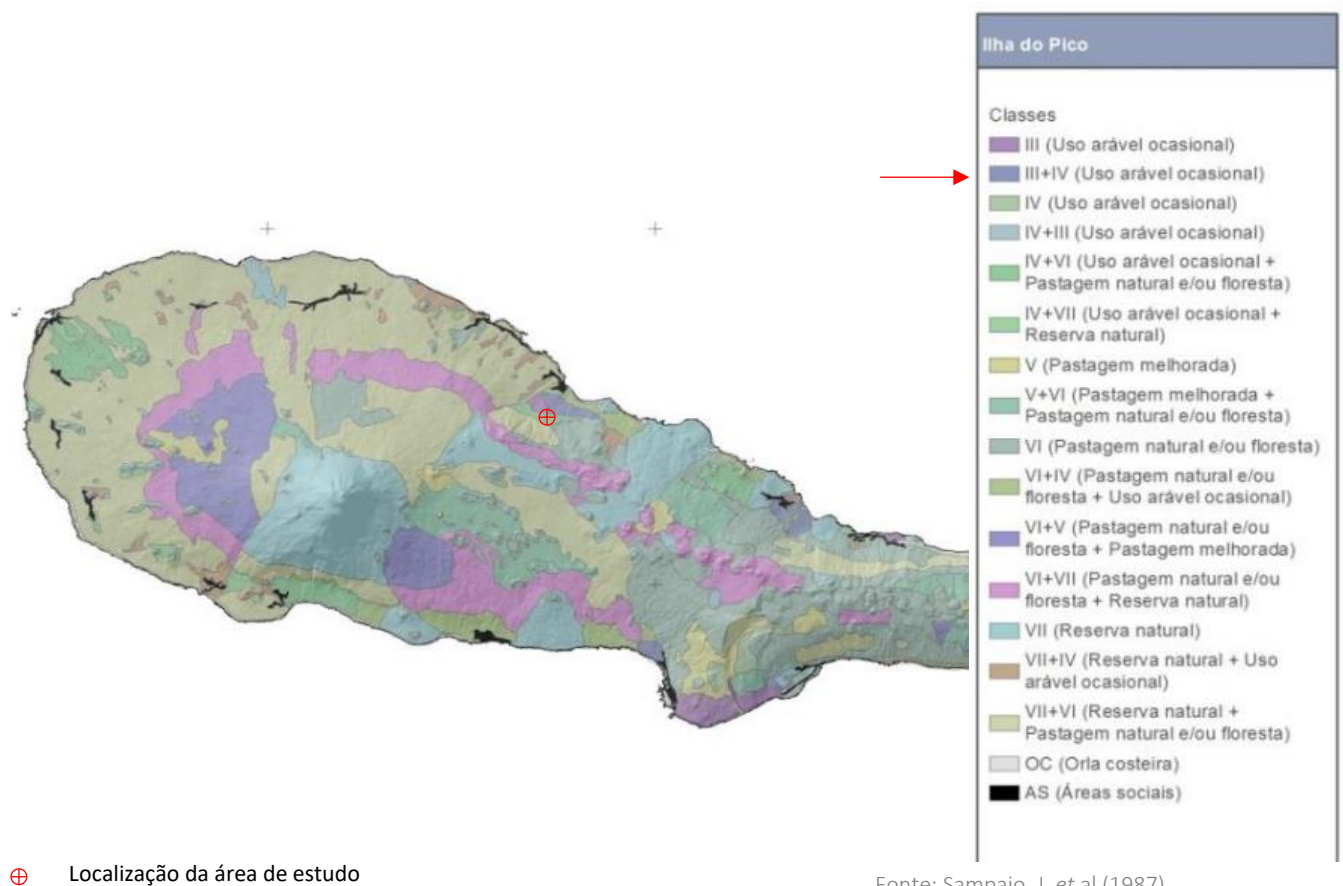 Ilha do Pico
Classes
III (Uso arável ocasional)
III+IV (Uso arável ocasional)
IV (Uso arável ocasional)
IV+III (Uso arável ocasional)
IV+VI (Uso arável ocasional +
Pastagem natural e/ou floresta)
IV+VII (Uso arável ocasional +
Reserva natural)
V (Pastagem melhorada)
V+VI (Pastagem melhorada +
Pastagem natural e/ou floresta)
VI (Pastagem natural e/ou floresta)
VI+IV (Pastagem natural e/ou
floresta + Uso arável ocasional)
VI+V (Pastagem natural e/ou
floresta + Pastagem melhorada)
VI+VII (Pastagem natural e/ou
floresta + Reserva natural)
VII (Reserva natural)
VII+IV (Reserva natural + Uso
arável ocasional)
VII+VI (Reserva natural +
Pastagem natural e/ou floresta)
OC (Orla costeira)
AS (Áreas sociais)
Localização da área de estudo
Fonte: Sampaio, J. et al (1987)